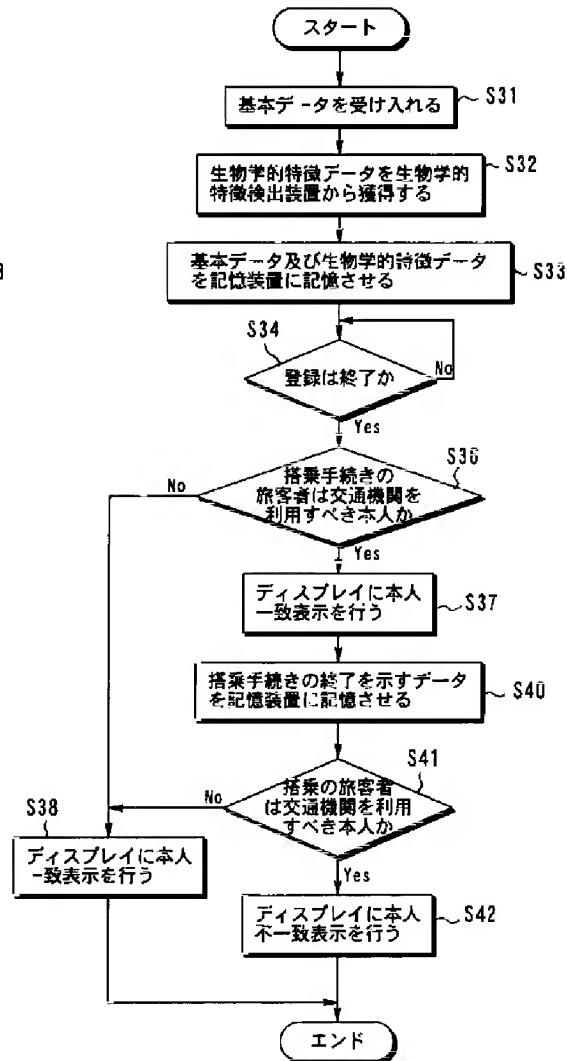 スタート
基本データを受け入れる
S31
生物学的特徴データを生物学的
特徴検出装置から獲得する
S32
基本データ及び生物学的特徴データ
を記憶装置に記憶させる
S33
S34
登録は終了か
No
Yes
搭乗手続きの
旅客者は交通機関を
利用すべき本人か
S36
No
Yes
ディスプレイに本人
一致表示を行う
S37
搭乗手続きの終了を示すデータ
を記憶装置に記憶させる
S40
搭乗の旅客者
は交通機関を利用
すべき本人か
S41
No
Yes
S38
ディスプレイに本人
一致表示を行う
ディスプレイに本人
不一致表示を行う
S42
エンド